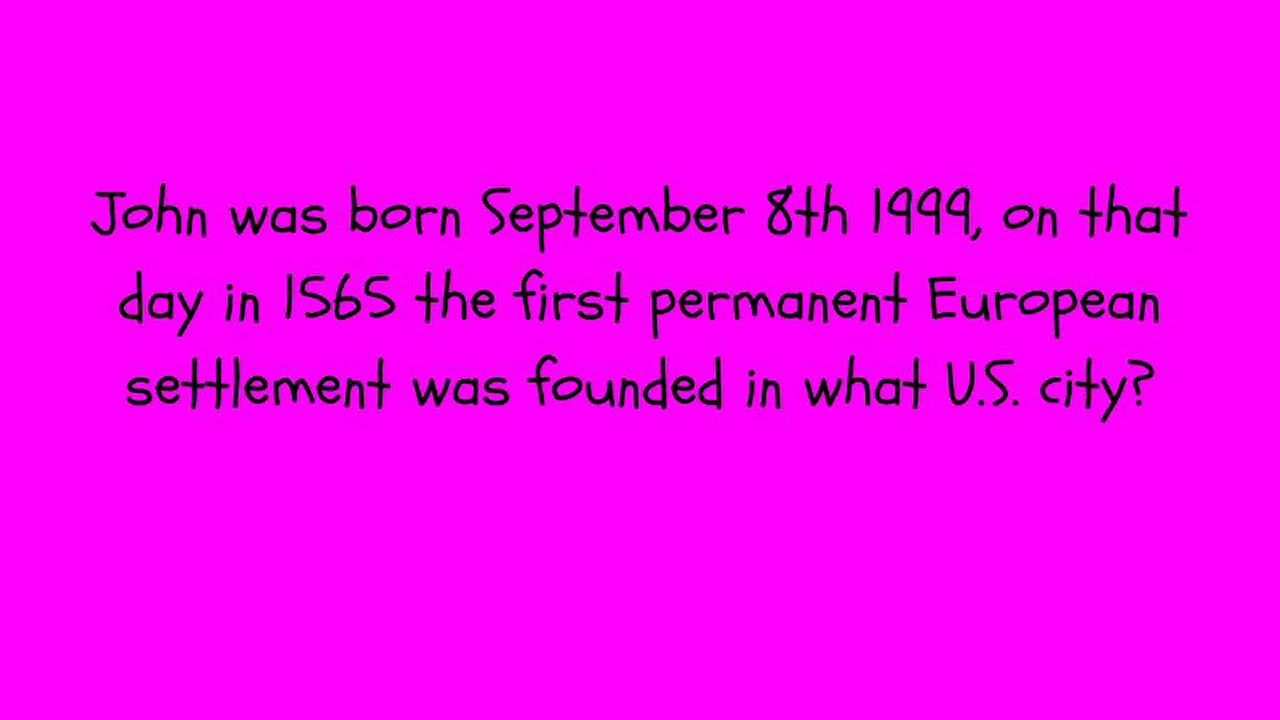 John was born September 8th 1999, on that
day in 1565 the first permanent European
settlement was founded in what U.S. city?